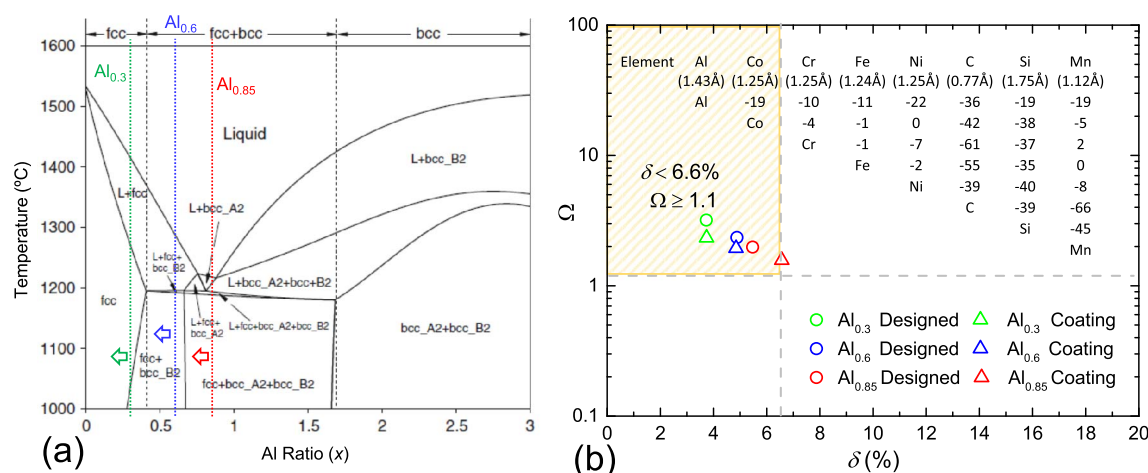 Al0.6
fcc
fcc+bcc
bcc
1600
Al0.3
Al0.85
1500
Liquid
L+fcc
L+bcc_B2
1400
L+bcc_A2
1300
L+fcc+
bcc_B2
L+bcc_A2+bcc+B2
1200
fcc
L+fcc+
bcc_A2
L+fcc+bcc_A2+bcc_B2
bcc_A2+bcc_B2
1100
fcc+
bcc_B2
fcc+bcc_A2+bcc_B2
1000
0 0.5 1 1.5 2 2.5 3
Temperature (ºC)
Al Ratio (x)
(a)
100
Element Al Co Cr Fe Ni C Si Mn
(1.43Å) (1.25Å) (1.25Å) (1.24Å) (1.25Å) (0.77Å) (1.75Å) (1.12Å)
Al -19 -10 -11 -22 -36 -19 -19
Co -4 -1 0 -42 -38 -5
Cr -1 -7 -61 -37 2
Fe -2 -55 -35 0
Ni -39 -40 -8
C -39 -66
Si -45
Mn
δ < 6.6%
Ω ≥ 1.1
10
Ω
1
Al0.3 Designed Al0.3 Coating
Al0.6 Designed Al0.6 Coating
Al0.85 Designed Al0.85 Coating
0.1
0 2 4 6 8 10 12 14 16 18 20
δ (%)
(b)